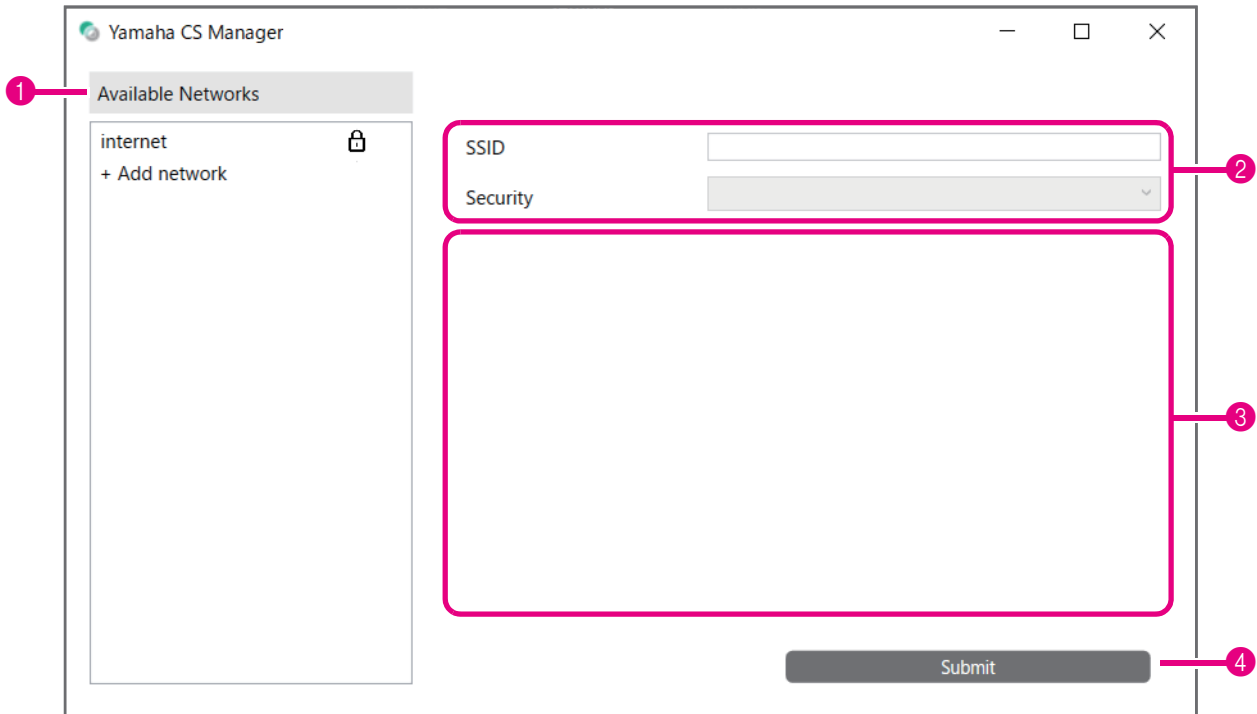 Yamaha CS Manager
1
Available Networks
internet
+ Add network
SSID
Security
2
3
Submit
4